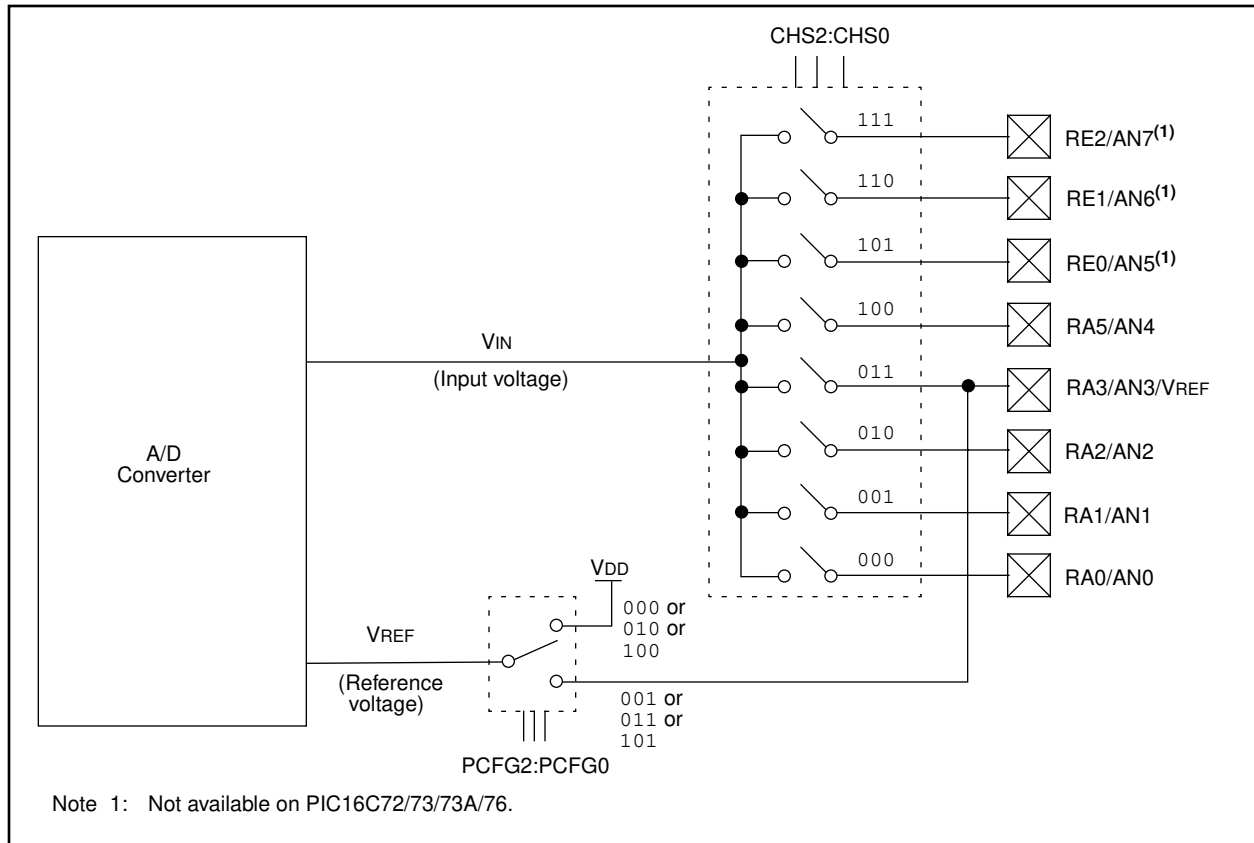 CHS2:CHS0
111
RE2/AN7(1)
110
RE1/AN6(1)
101
RE0/AN5(1)
100
RA5/AN4
VIN
(Input voltage)
011
RA3/AN3/VREF
A/D
Converter
010
RA2/AN2
001
RA1/AN1
000
RA0/AN0
VDD
000 or
010 or
100
VREF
(Reference
voltage)
001 or
011 or
101
PCFG2:PCFG0
Note 1: Not available on PIC16C72/73/73A/76.